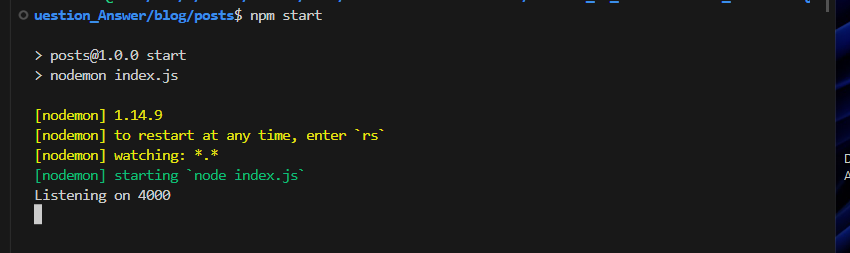 uestion_Answer/blog/posts$ npm start
> posts@1.0.0 start
> nodemon index.js
[nodemon] 1.14.9
[nodemon] to restart at any time, enter `rs`
[nodemon] watching: *.*
[nodemon] starting `node index.js`
Listening on 4000